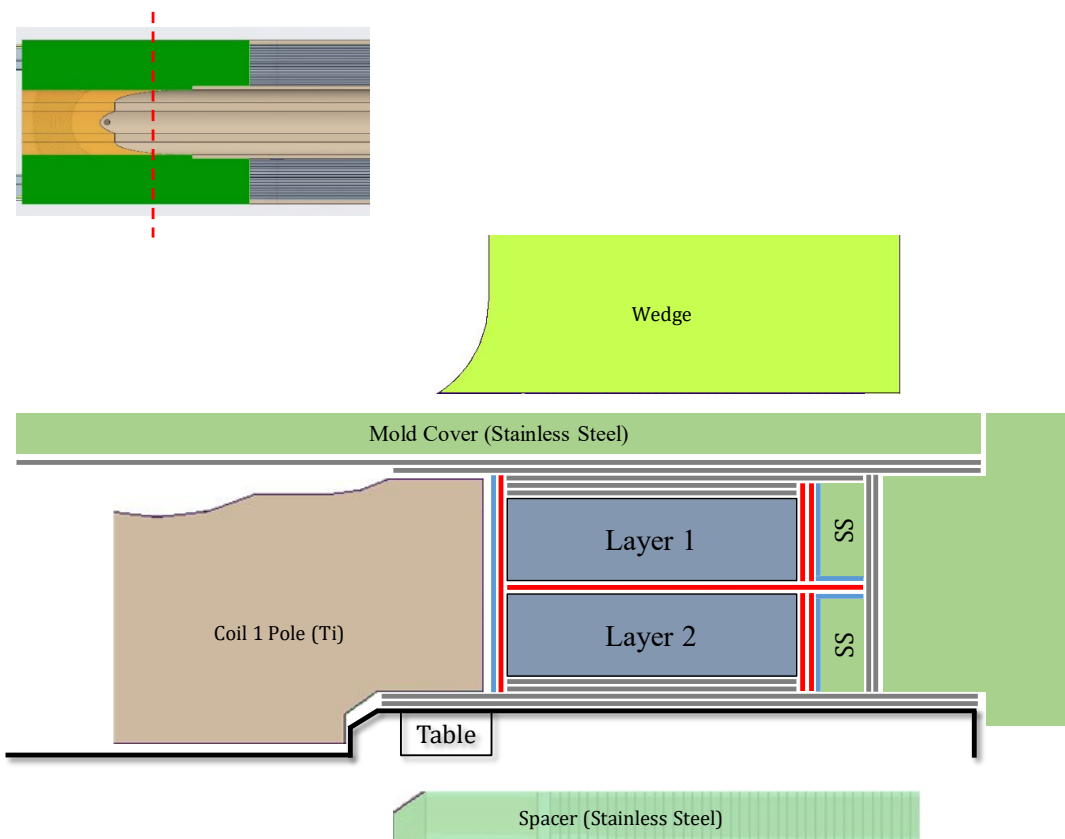 Wedge
Mold Cover (Stainless Steel)
Layer 1
SS
Coil 1 Pole (Ti)
Layer 2
SS
Table
Spacer (Stainless Steel)